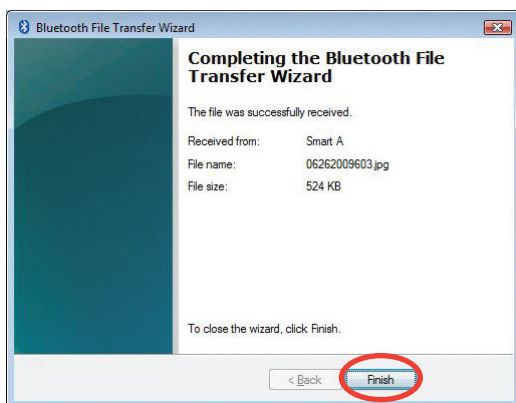 Bluetooth File Transfer Wizard
Completing the Bluetooth File
Transfer Wizard
The file was successfully received.
Received from: Smart A
File name: 06262009603.jpg
File size: 524 KB
To close the wizard, click Finish.
< Back Finish